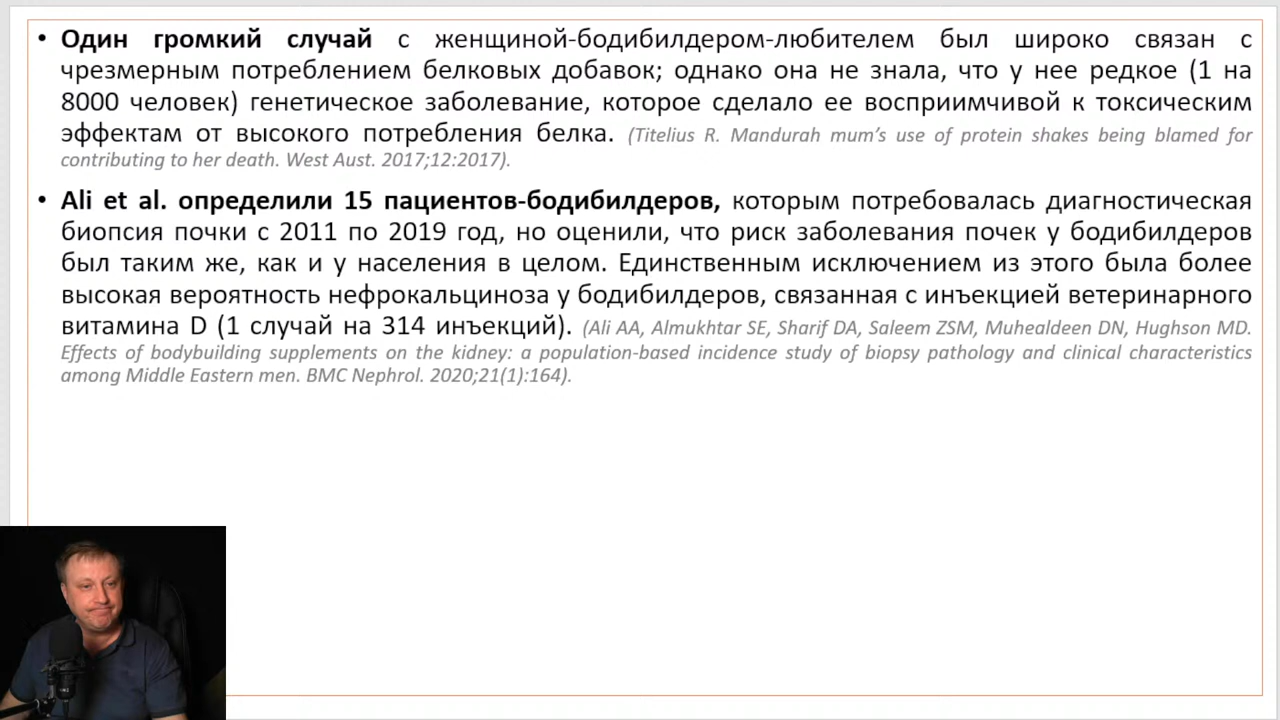 • Один громкий случай с женщиной-бодибилдером-любителем был широко связан с
чрезмерным потреблением белковых добавок; однако она не знала, что у нее редкое (1 на
8000 человек) генетическое заболевание, которое сделало ее восприимчивой к токсическим
эффектам от высокого потребления белка. (Titelius R. Mandurah mum’s use of protein shakes being blamed for
contributing to her death. West Aust. 2017;12:2017).
• Ali et al. определили 15 пациентов-бодибилдеров, которым потребовалась диагностическая
биопсия почки с 2011 по 2019 год, но оценили, что риск заболевания почек у бодибилдеров
был таким же, как и у населения в целом. Единственным исключением из этого была более
высокая вероятность нефрокальциноза у бодибилдеров, связанная с инъекцией ветеринарного
витамина D (1 случай на 314 инъекций). (Ali AA, Almukhtar SE, Sharif DA, Saleem ZSM, Muhealdeen DN, Hughson MD.
Effects of bodybuilding supplements on the kidney: a population-based incidence study of biopsy pathology and clinical characteristics
among Middle Eastern men. BMC Nephrol. 2020;21(1):164).